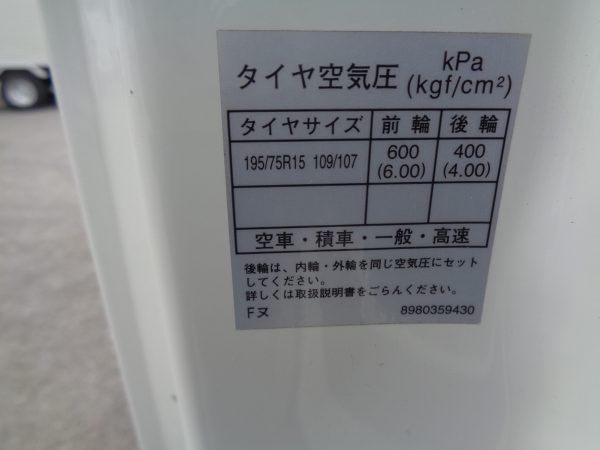 タイヤ空気圧 kPa
(kgf/cm²)
タイヤサイズ 前輪 後輪
195/75R15 109/107 600 400
(6.00) (4.00)
空車・積車・一般・高速
後輪は、内輪・外輪を同じ空気圧にセット
してください。
詳しくは取扱説明書をごらんください。
Fヌ 8980359430